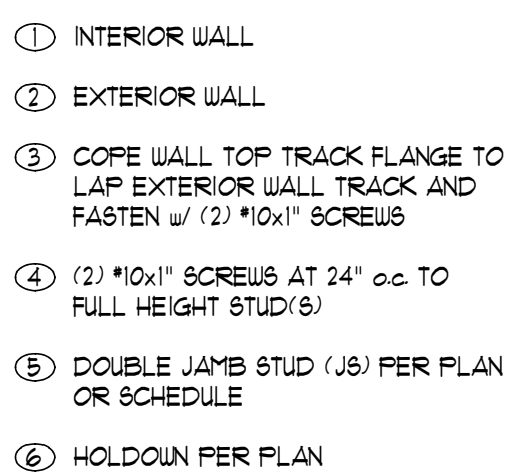 1 INTERIOR WALL
2 EXTERIOR WALL
3 COPE WALL TOP TRACK FLANGE TO
LAP EXTERIOR WALL TRACK AND
FASTEN w/ (2) #10x1" SCREWS
4 (2) #10x1" SCREWS AT 24" o.c. TO
FULL HEIGHT STUD(S)
5 DOUBLE JAMB STUD (JS) PER PLAN
OR SCHEDULE
6 HOLDOWN PER PLAN